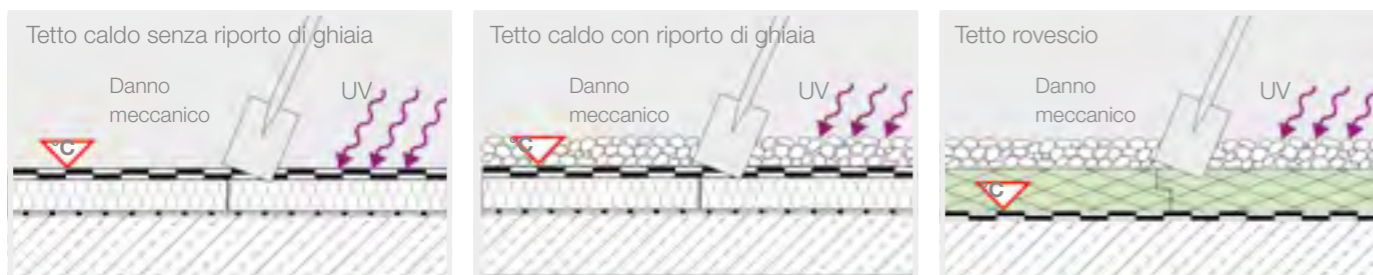 Tetto caldo senza riporto di ghiaia
Danno
meccanico
UV
°C
Tetto caldo con riporto di ghiaia
Danno
meccanico
UV
°C
Tetto rovescio
Danno
meccanico
UV
°C